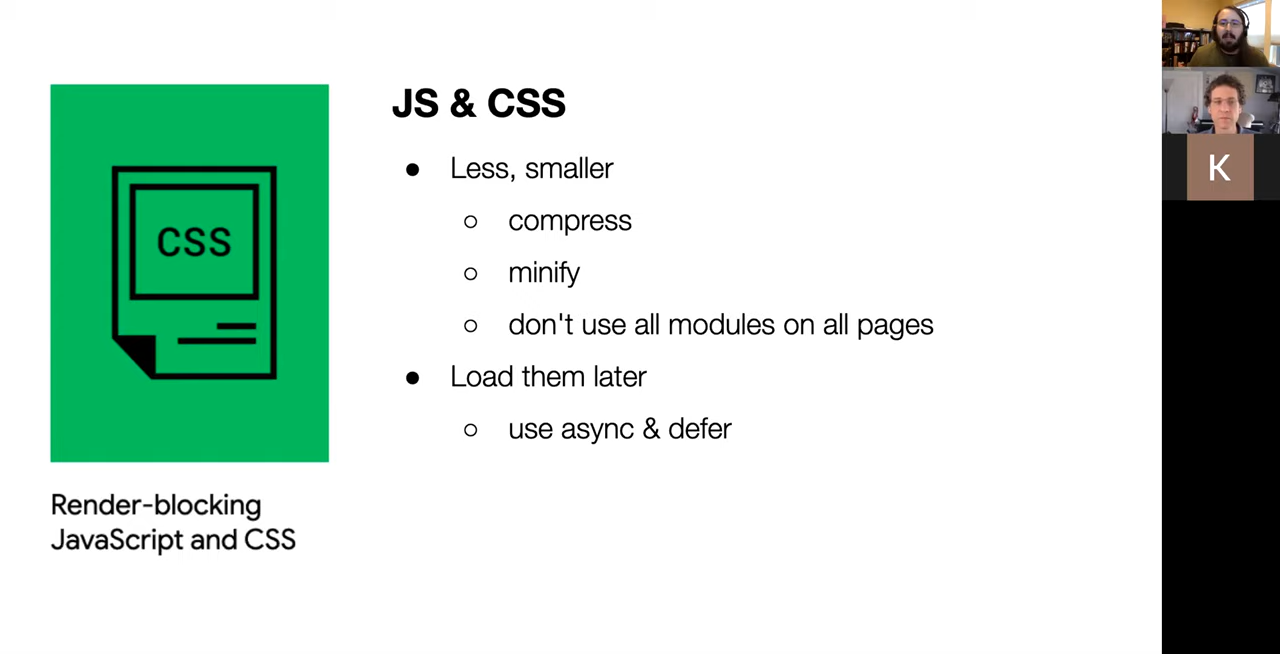 CSS
Render-blocking
JavaScript and CSS
JS & CSS
● Less, smaller
○ compress
○ minify
○ don't use all modules on all pages
● Load them later
○ use async & defer
K